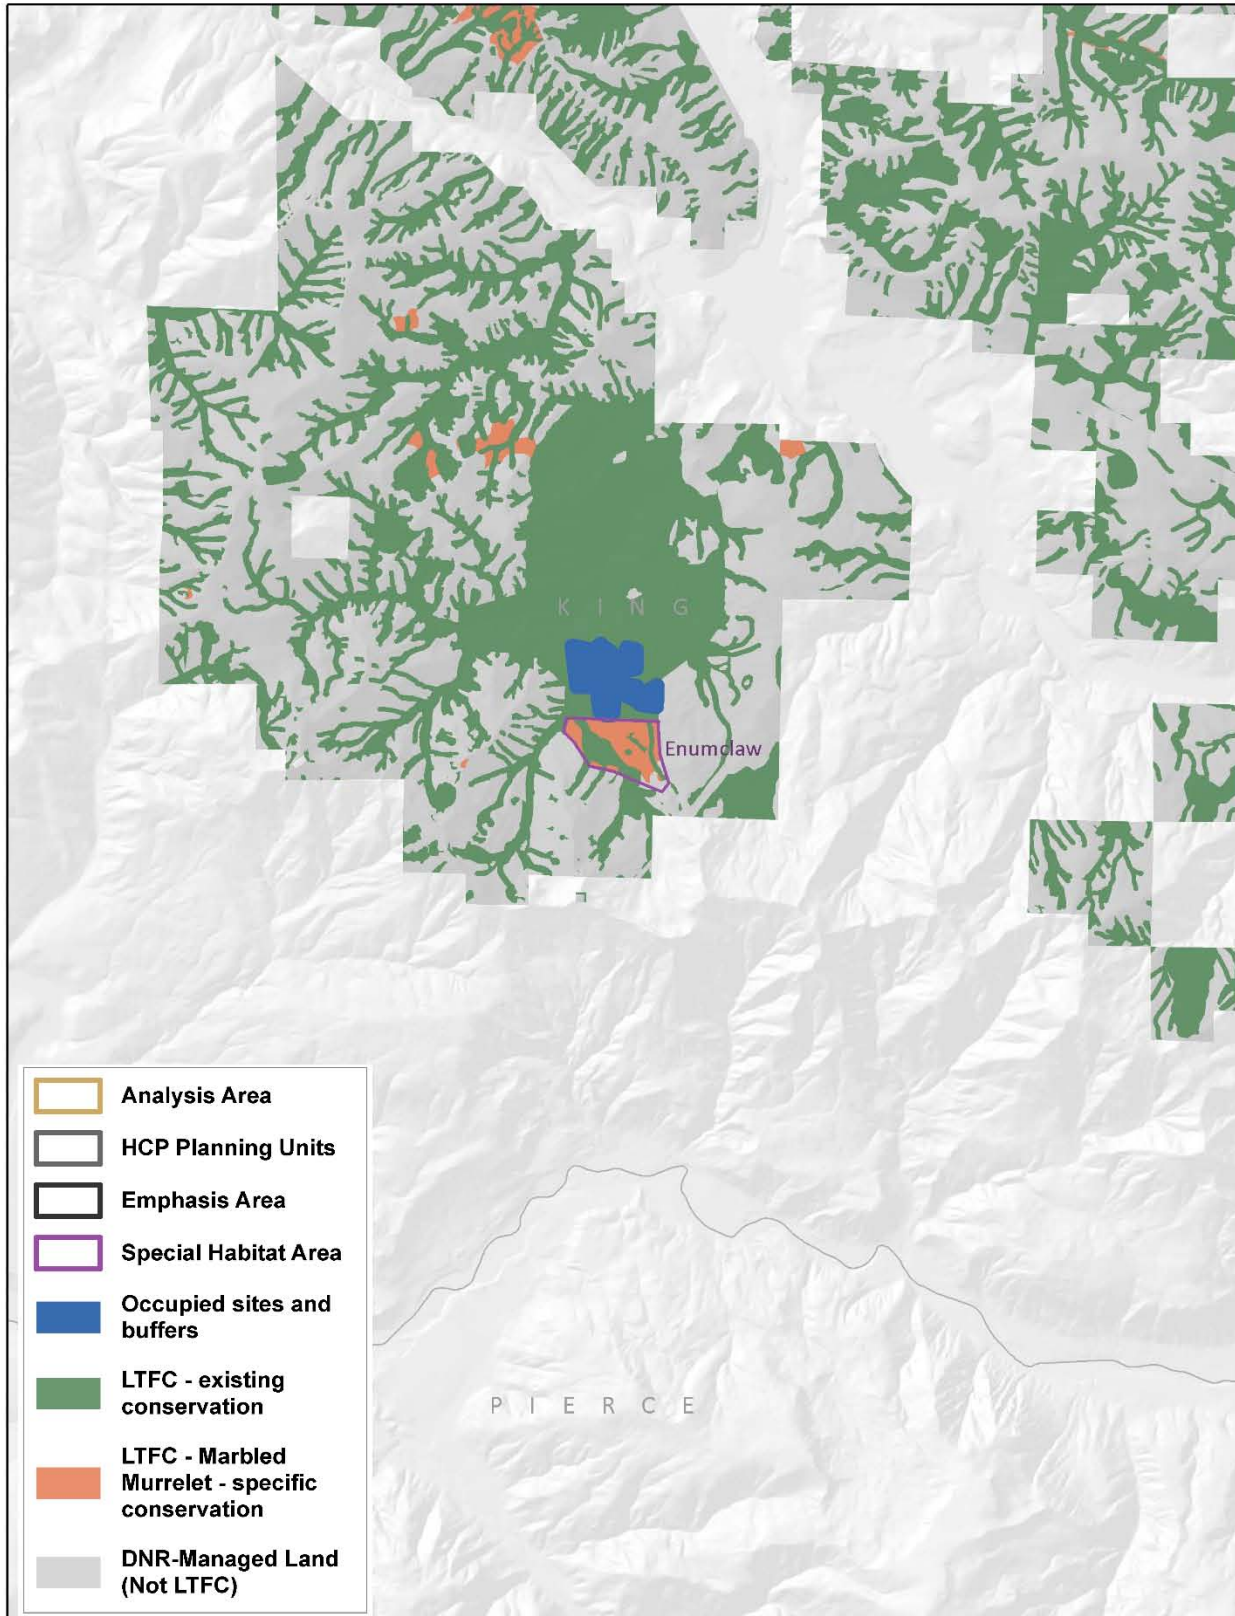 K I N G
Enumclaw
Analysis Area
HCP Planning Units
Emphasis Area
Special Habitat Area
Occupied sites and
buffers
LTFC - existing
conservation
LTFC - Marbled
Murrelet - specific
conservation
DNR-Managed Land
(Not LTFC)
P I E R C E